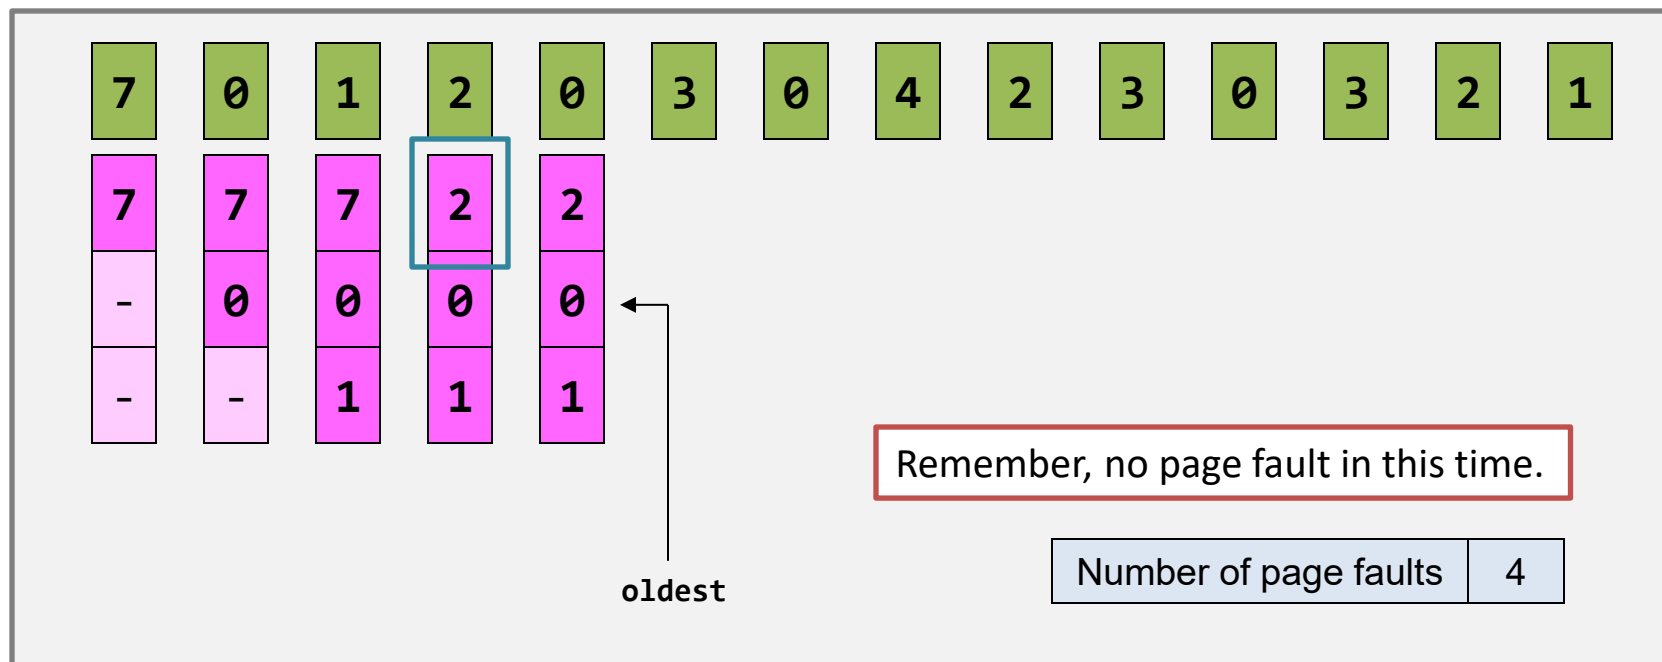 7 0 1 2 0 3 0 4 2 3 0 3 2 1
7 7 7 2 2
- 0 0 0 0
- - 1 1 1
Remember, no page fault in this time.
Number of page faults 4
oldest